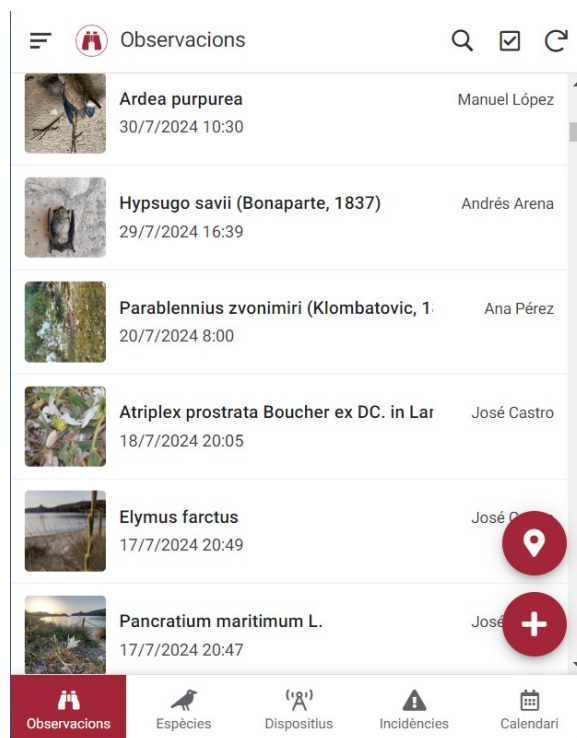 Observacions
Ardea purpurea
Manuel López
30/7/2024 10:30
Hypsugo savii (Bonaparte, 1837)
Andrés Arena
29/7/2024 16:39
Parablennius zvonimiri (Klombatovic,
Ana Pérez
20/7/2024 8:00
Atriplex prostrata Boucher ex DC. in
José Castro
18/7/2024 20:05
Elymus farctus
José
17/7/2024 20:49
Pancratium maritimum L.
José
17/7/2024 20:47
Observacions
Espècies
Dispositius
Incidències
Calendari